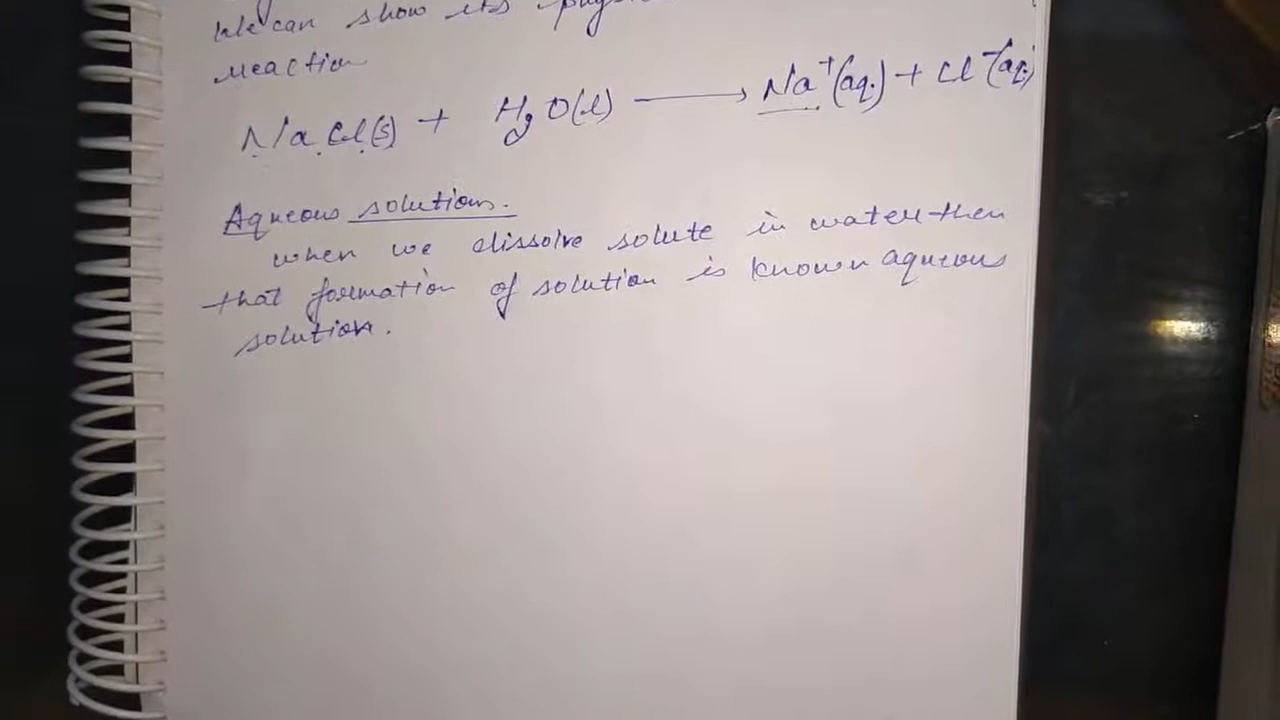 We can show its
reaction
NaCl(s) + H2O(l) ⟶ Na⁺(aq.) + Cl⁻(aq.)
Aqueous solutions.
when we dissolve solute in water then
that formation of solution is known aqueous
solution.